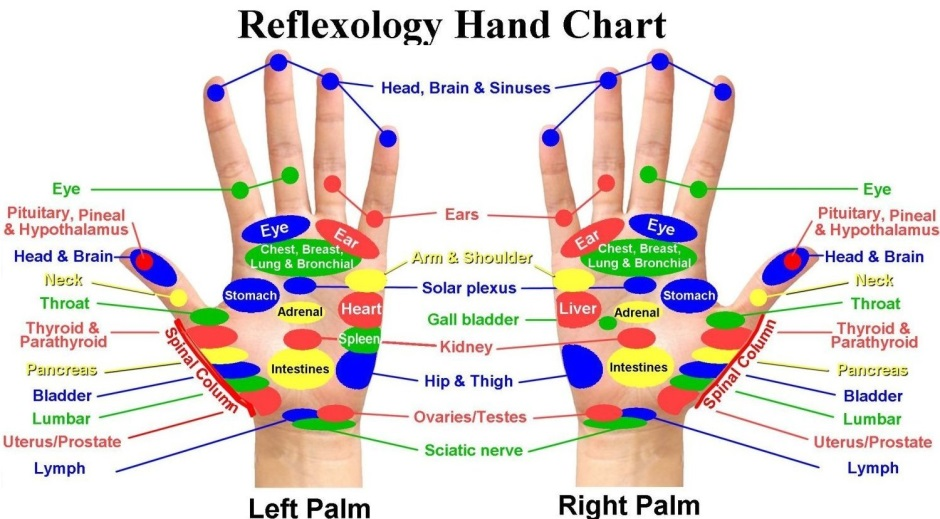 Reflexology Hand Chart
Head, Brain & Sinuses
Eye
Ears
Eye
Pituitary, Pineal
& Hypothalamus
Pituitary, Pineal
& Hypothalamus
Eye
Ear
Ear
Eye
Chest, Breast,
Lung & Bronchial
Chest, Breast,
Lung & Bronchial
Head & Brain
Arm & Shoulder
Head & Brain
Neck
Solar plexus
Neck
Stomach
Stomach
Throat
Adrenal
Heart
Gall bladder
Liver
Adrenal
Throat
Thyroid &
Parathyroid
Spleen
Kidney
Thyroid &
Parathyroid
Spinal Column
Spinal Column
Pancreas
Intestines
Intestines
Pancreas
Bladder
Hip & Thigh
Bladder
Lumbar
Ovaries/Testes
Lumbar
Uterus/Prostate
Uterus/Prostate
Sciatic nerve
Lymph
Lymph
Left Palm
Right Palm